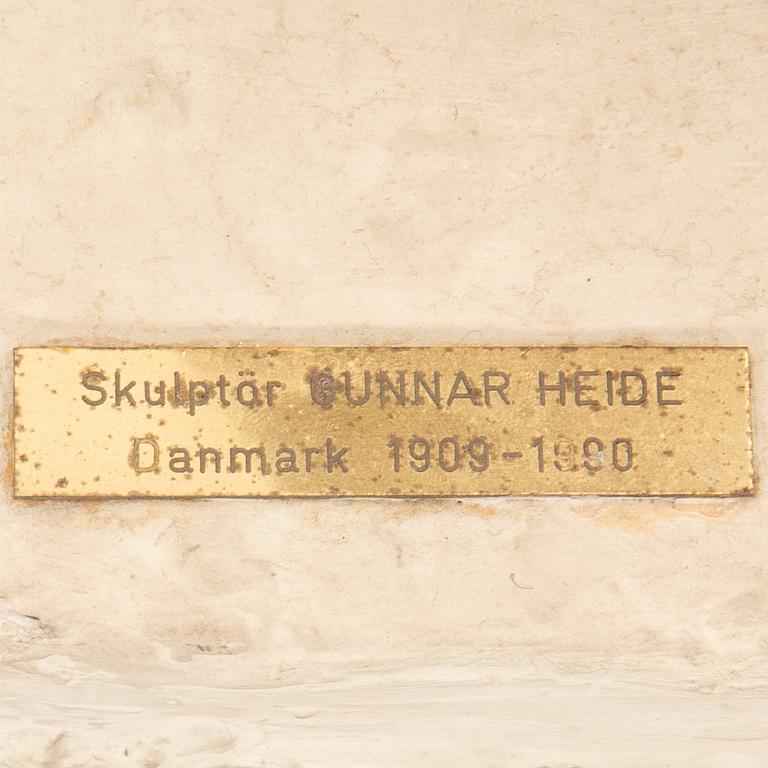 Skulptör GUNNAR HEIDE
Danmark 1909-1990